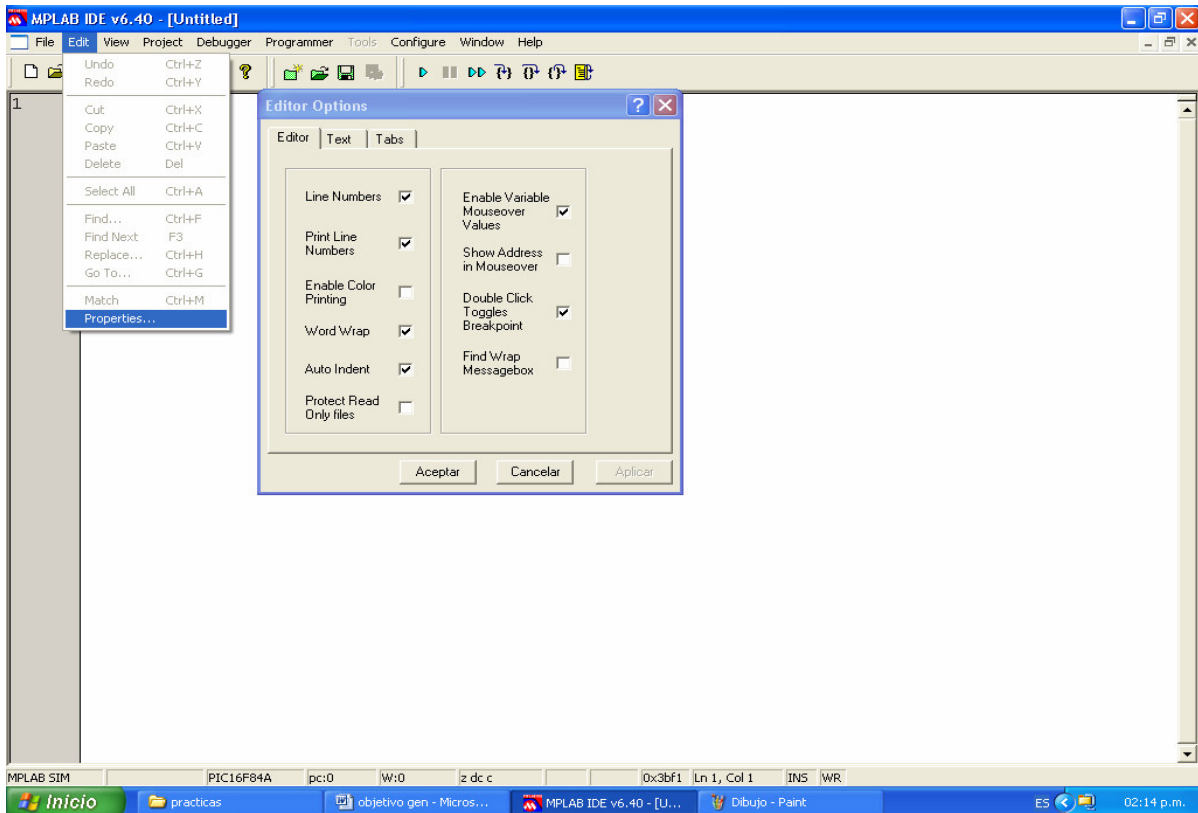 MPLAB IDE v6.40 - [Untitled]
File Edit View Project Debugger Programmer Tools Configure Window Help
Undo Ctrl+Z
Redo Ctrl+Y
Cut Ctrl+X
Copy Ctrl+C
Paste Ctrl+V
Delete Del
Select All Ctrl+A
Find... Ctrl+F
Find Next F3
Replace... Ctrl+H
Go To... Ctrl+G
Match Ctrl+M
Properties...
1
Editor Options
Editor Text Tabs
Line Numbers
Print Line
Numbers
Enable Color
Printing
Word Wrap
Auto Indent
Protect Read
Only files
Enable Variable
Mouseover
Values
Show Address
in Mouseover
Double Click
Toggles
Breakpoint
Find Wrap
Messagebox
Aceptar Cancelar Aplicar
MPLAB SIM PIC16F84A pc:0 W:0 z dc c 0x3bf1 Ln 1, Col 1 INS WR
Inicio practicas objetivo gen - Micros... MPLAB IDE v6.40 - [U... Dibujo - Paint ES 02:14 p.m.